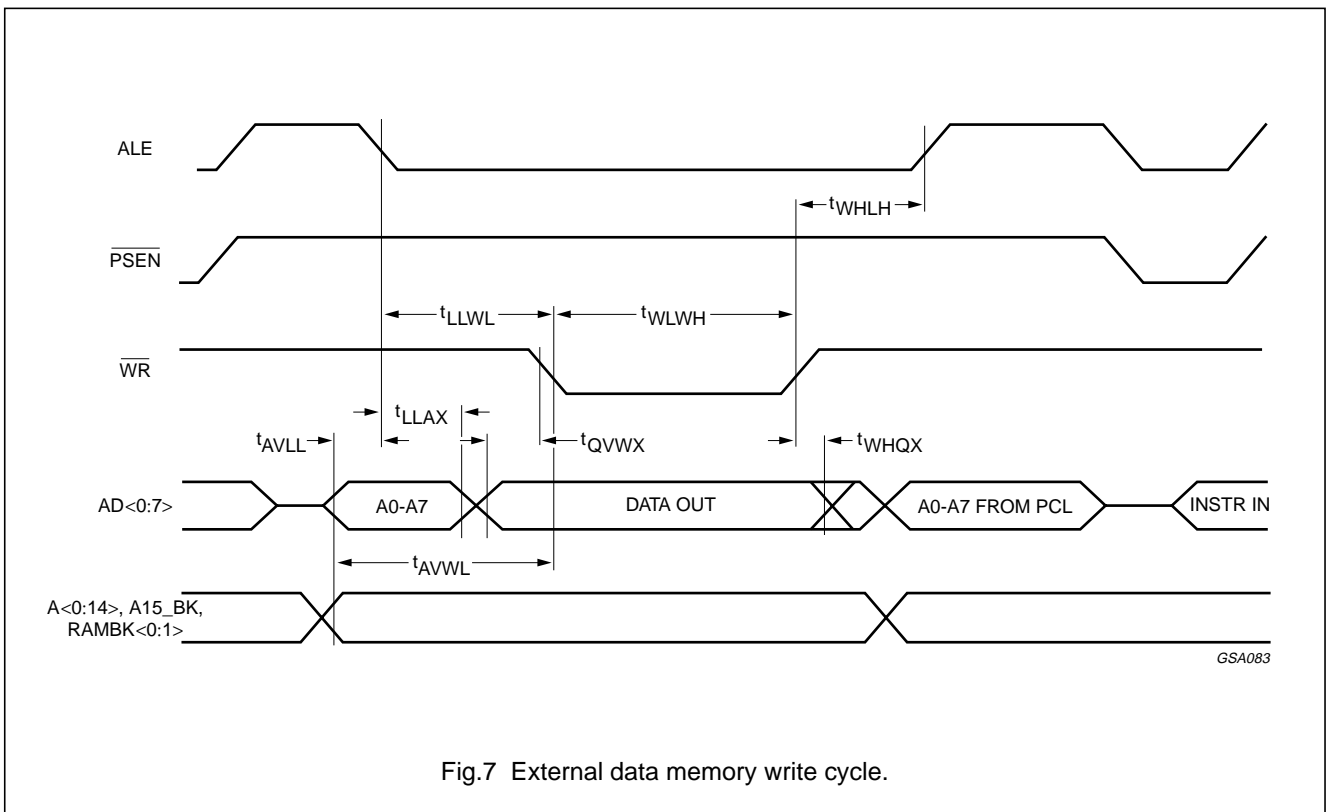 ALE
tWHLH
PSEN
tLLWL
tWLWH
WR
tLLAX
tAVLL
tQVWX
tWHQX
AD<0:7>
A0-A7
DATA OUT
A0-A7 FROM PCL
INSTR IN
tAVWL
A<0:14>, A15_BK,
RAMBK<0:1>
GSA083
Fig.7 External data memory write cycle.